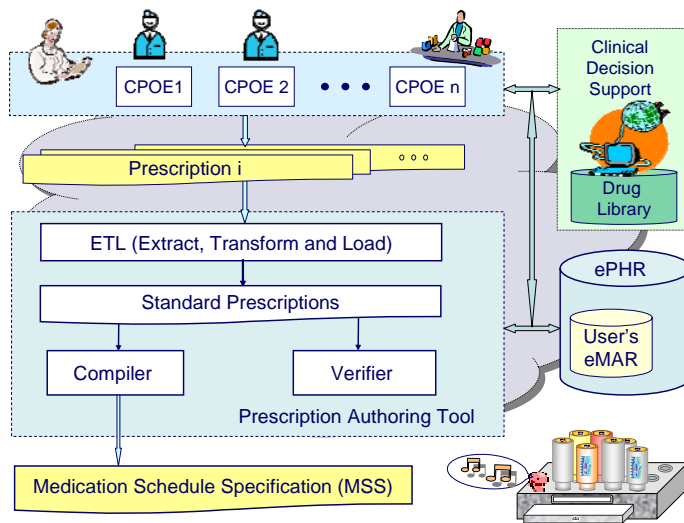 CPOE1
CPOE 2
• • •
CPOE n
Clinical
Decision
Support
Drug
Library
Prescription i
ETL (Extract, Transform and Load)
Standard Prescriptions
Compiler
Verifier
Prescription Authoring Tool
ePHR
User's
eMAR
Medication Schedule Specification (MSS)